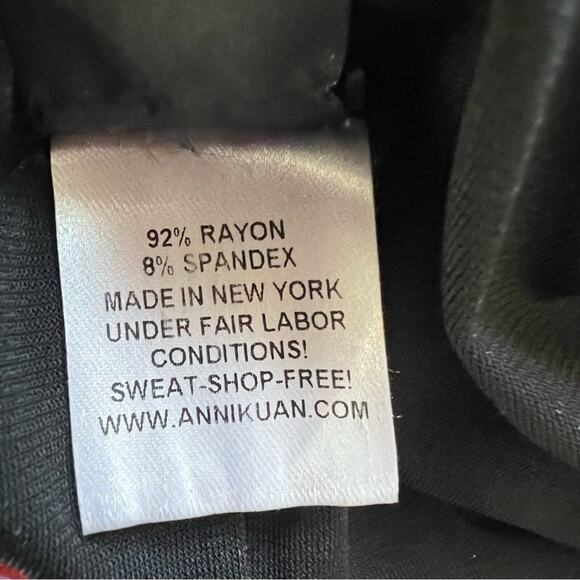 92% RAYON
8% SPANDEX
MADE IN NEW YORK
UNDER FAIR LABOR
CONDITIONS!
SWEAT-SHOP-FREE!
WWW.ANNIKUAN.COM